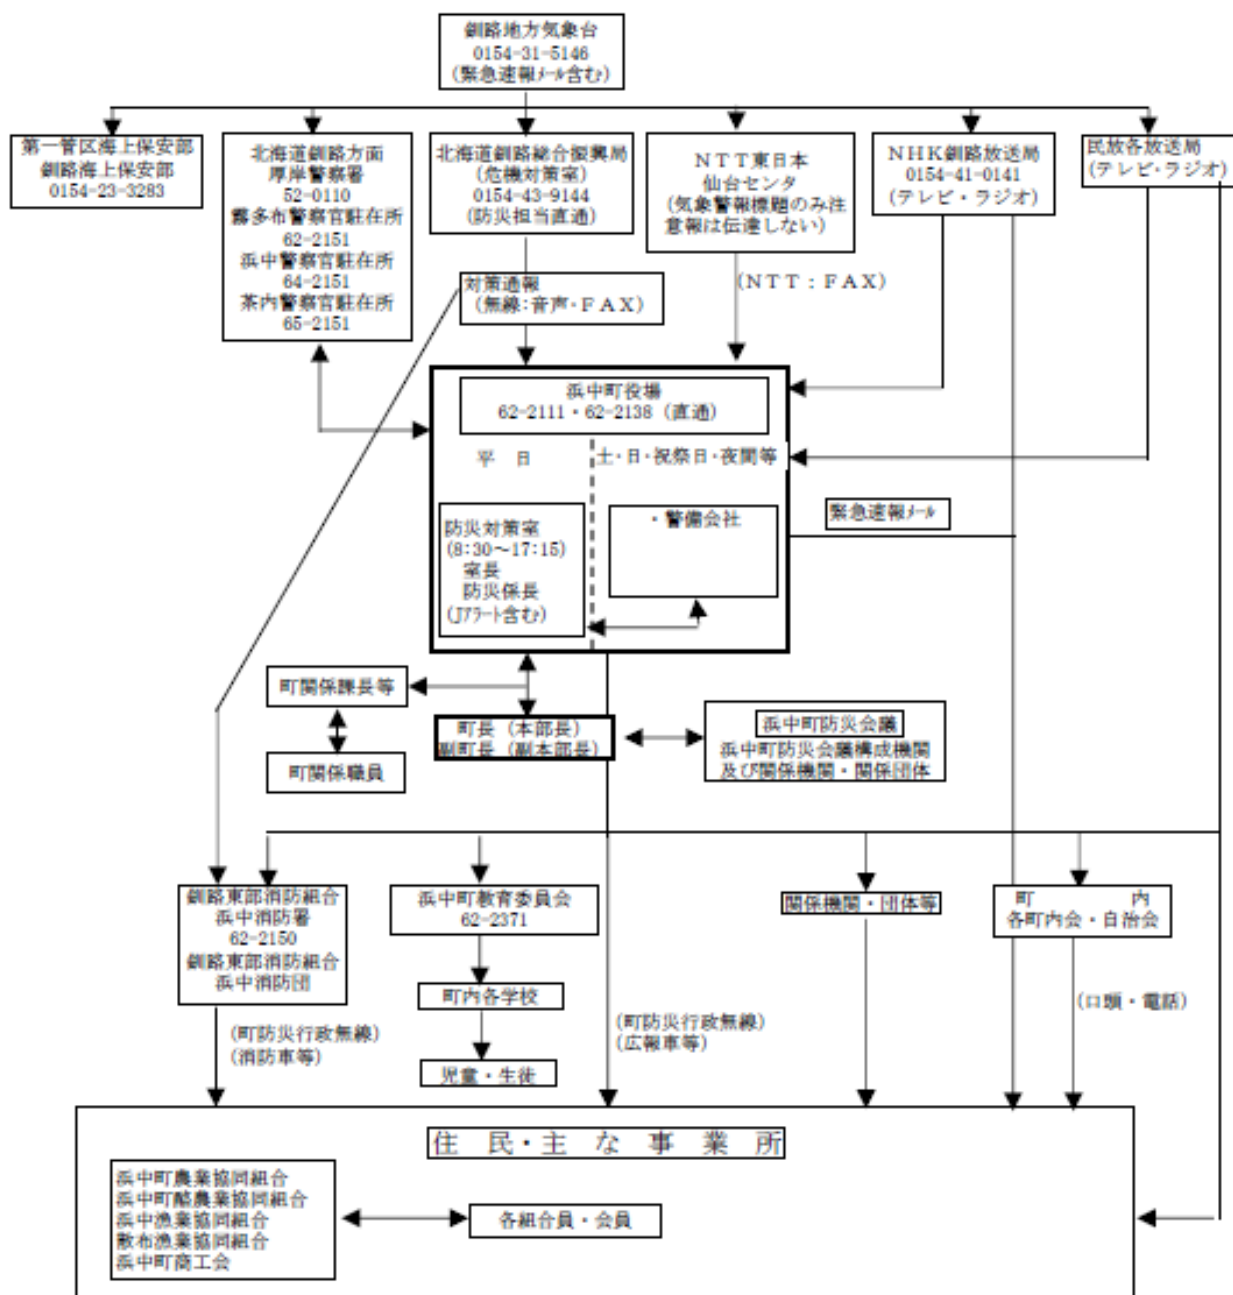 釧路地方気象台
0154-31-5146
(緊急速報ﾒｰﾙ含む)
第一管区海上保安部
釧路海上保安部
0154-23-3283
北海道釧路方面
厚岸警察署
52-0110
霧多布警察官駐在所
62-2151
浜中警察官駐在所
64-2151
茶内警察官駐在所
65-2151
北海道釧路総合振興局
(危機対策室)
0154-43-9144
(防災担当直通)
ＮＴＴ東日本
仙台センタ
(気象警報標題のみ注
意報は伝達しない)
ＮＨＫ釧路放送局
0154-41-0141
(テレビ・ラジオ)
民放各放送局
(テレビ・ラジオ)
対策通報
(無線：音声・ＦＡＸ)
(ＮＴＴ：ＦＡＸ)
浜中町役場
62-2111・62-2138 (直通)
平　日
土・日・祝祭日・夜間等
防災対策室
(8:30～17:15)
室長
防災係長
(Jｱﾗｰﾄ含む)
・警備会社
緊急速報ﾒｰﾙ
町関係課長等
町関係職員
町長 (本部長)
副町長 (副本部長)
浜中町防災会議
浜中町防災会議構成機関
及び関係機関・関係団体
釧路東部消防組合
浜中消防署
62-2150
釧路東部消防組合
浜中消防団
浜中町教育委員会
62-2371
町内各学校
児童・生徒
関係機関・団体等
町　　　　　内
各町内会・自治会
(町防災行政無線)
(消防車等)
(町防災行政無線)
(広報車等)
(口頭・電話)
住　民・主　な　事　業　所
浜中町農業協同組合
浜中町酪農業協同組合
浜中漁業協同組合
散布漁業協同組合
浜中町商工会
各組合員・会員